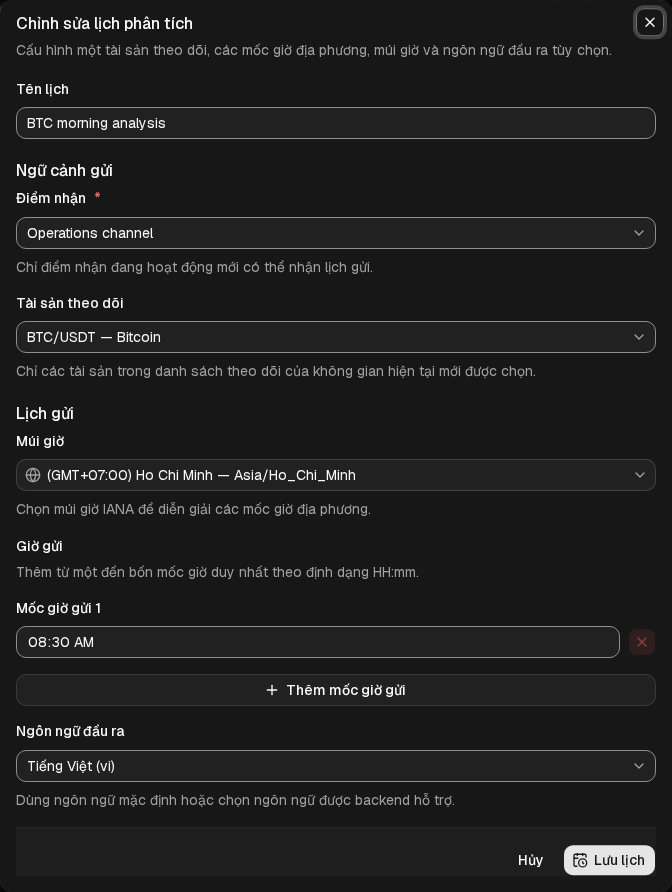 Chỉnh sửa lịch phân tích
Cấu hình một tài sản theo dõi, các mốc giờ địa phương, múi giờ và ngôn ngữ đầu ra tùy chọn.
Tên lịch
BTC morning analysis
Ngữ cảnh gửi
Điểm nhận *
Operations channel
Chỉ điểm nhận đang hoạt động mới có thể nhận lịch gửi.
Tài sản theo dõi
BTC/USDT — Bitcoin
Chỉ các tài sản trong danh sách theo dõi của không gian hiện tại mới được chọn.
Lịch gửi
Múi giờ
(GMT+07:00) Ho Chi Minh — Asia/Ho_Chi_Minh
Chọn múi giờ IANA để diễn giải các mốc giờ địa phương.
Giờ gửi
Thêm từ một đến bốn mốc giờ duy nhất theo định dạng HH:mm.
Mốc giờ gửi 1
08:30 AM
Thêm mốc giờ gửi
Ngôn ngữ đầu ra
Tiếng Việt (vi)
Dùng ngôn ngữ mặc định hoặc chọn ngôn ngữ được backend hỗ trợ.
Hủy
Lưu lịch